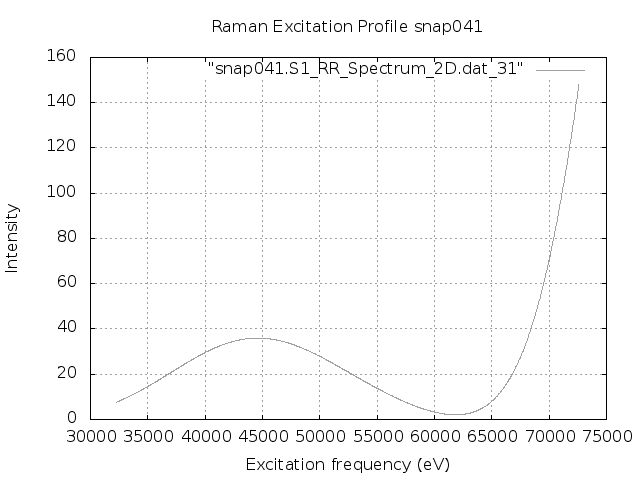 Raman Excitation Profile snap041
"snap041.S1_RR_Spectrum_2D.dat_31"
160
140
120
100
80
60
40
20
0
Intensity
30000 35000 40000 45000 50000 55000 60000 65000 70000 75000
Excitation frequency (eV)